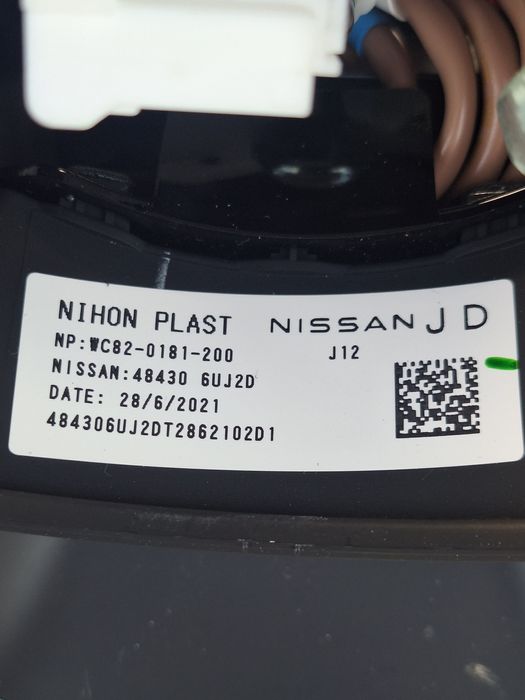 NIHON PLAST NISSAN J D
NP:WC82-0181-200 J12
NISSAN:48430 6UJ2D
DATE: 28/6/2021
484306UJ2DT2862102D1